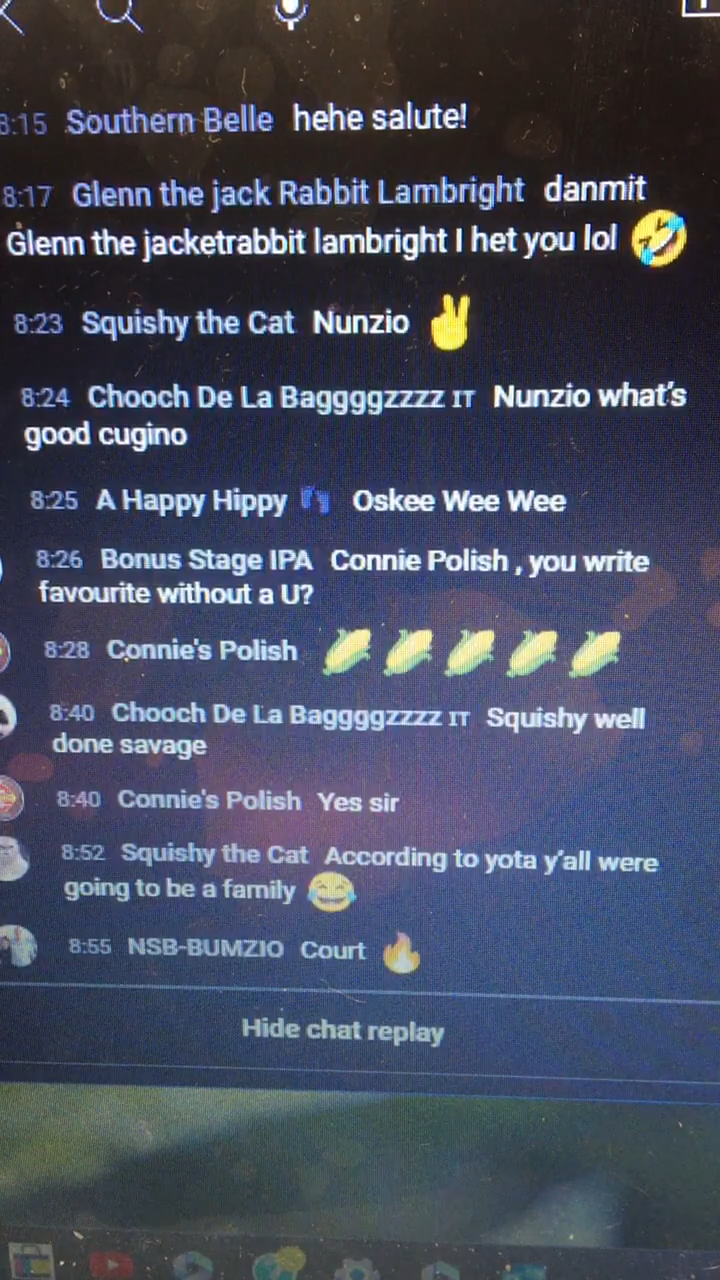 8:15 Southern Belle hehe salute!
8:17 Glenn the jack Rabbit Lambright danmit
Glenn the jacketrabbit lambright I het you lol 🤣
8:23 Squishy the Cat Nunzio ✌
8:24 Chooch De La Baggggzzzz IT Nunzio what's
good cugino
8:25 A Happy Hippy 👣 Oskee Wee Wee
8:26 Bonus Stage IPA Connie Polish , you write
favourite without a U?
8:28 Connie's Polish 🌽🌽🌽🌽🌽
8:40 Chooch De La Baggggzzzz IT Squishy well
done savage
8:40 Connie's Polish Yes sir
8:52 Squishy the Cat According to yota y'all were
going to be a family 😂
8:55 NSB-BUMZIO Court 🔥
Hide chat replay